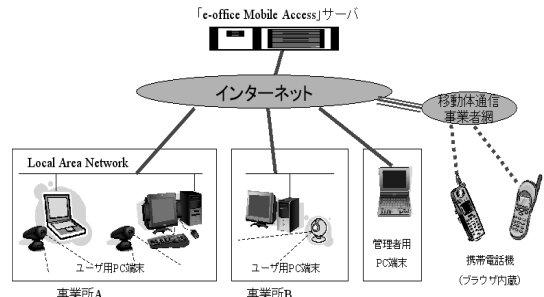 「e-office Mobile Access」サーバ
インターネット
移動体通信
事業者網
Local Area Network
ユーザ用PC端末
事業所A
ユーザ用PC端末
事業所B
管理者用
PC端末
携帯電話機
(ブラウザ内蔵)